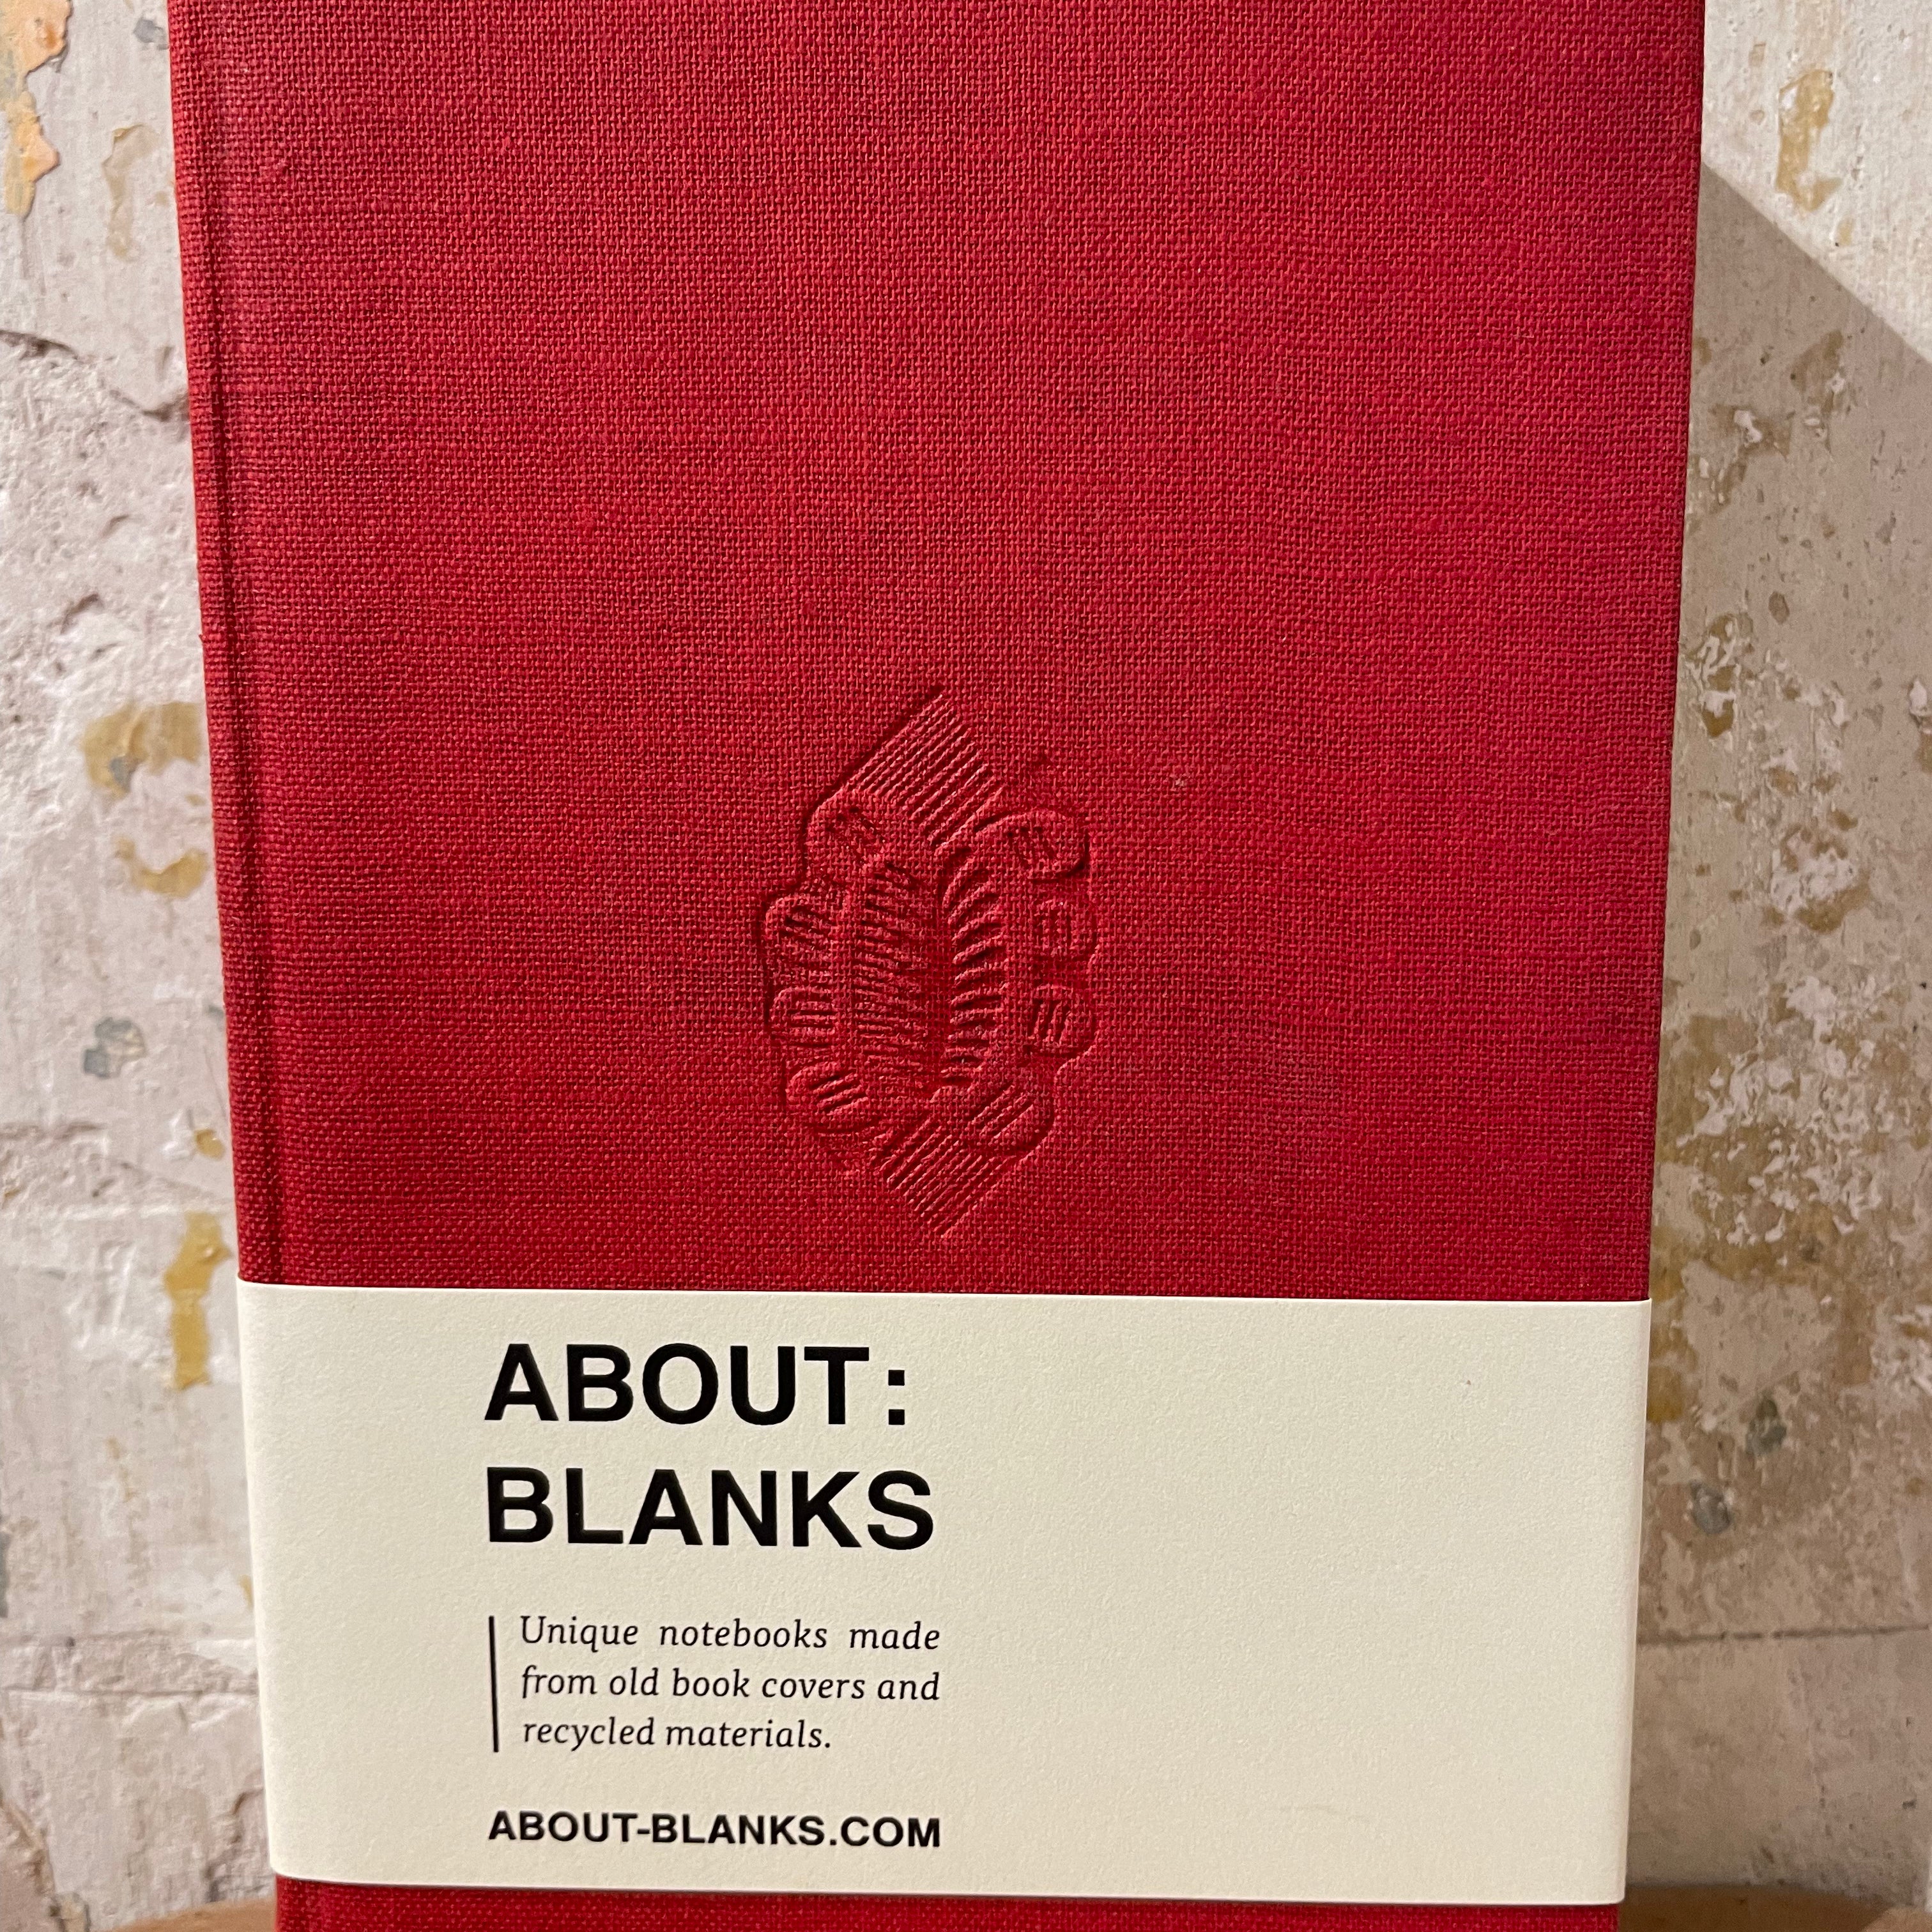 ABOUT:
BLANKS
Unique notebooks made
from old book covers and
recycled materials.
ABOUT-BLANKS.COM